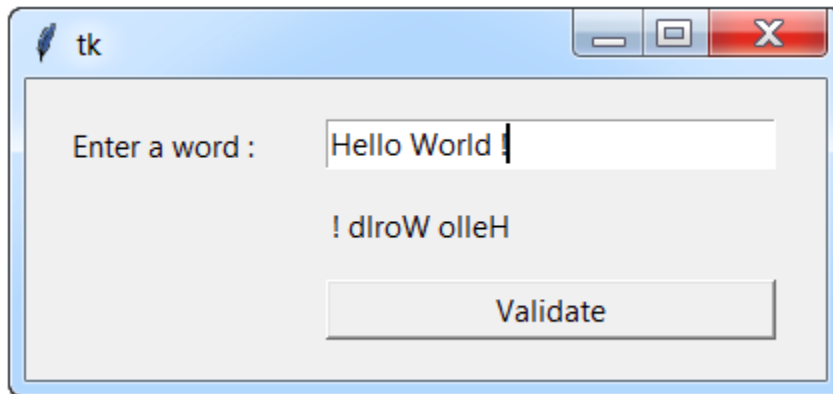 tk
Enter a word : Hello World !
! dlroW olleH
Validate